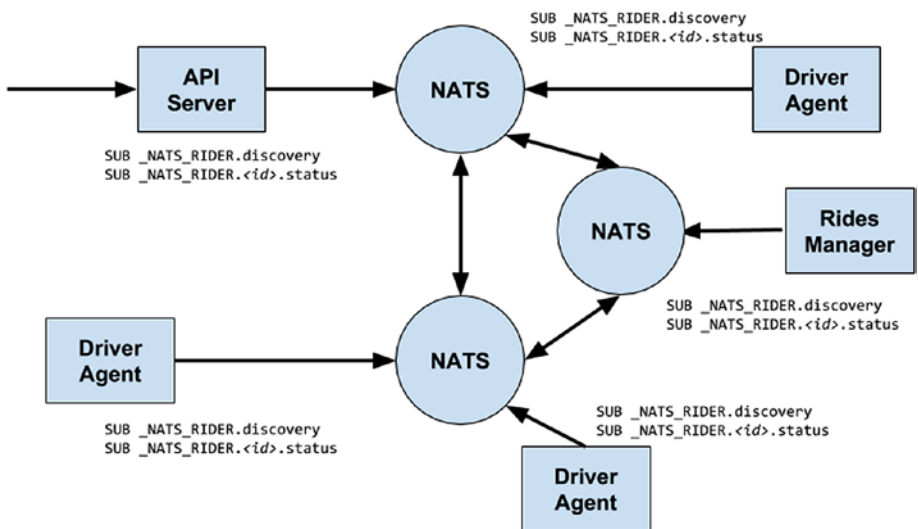 SUB _NATS_RIDER.discovery
SUB _NATS_RIDER.<id>.status
API
Server
NATS
Driver
Agent
SUB _NATS_RIDER.discovery
SUB _NATS_RIDER.<id>.status
NATS
Rides
Manager
SUB _NATS_RIDER.discovery
SUB _NATS_RIDER.<id>.status
Driver
Agent
NATS
SUB _NATS_RIDER.discovery
SUB _NATS_RIDER.<id>.status
SUB _NATS_RIDER.discovery
SUB _NATS_RIDER.<id>.status
Driver
Agent